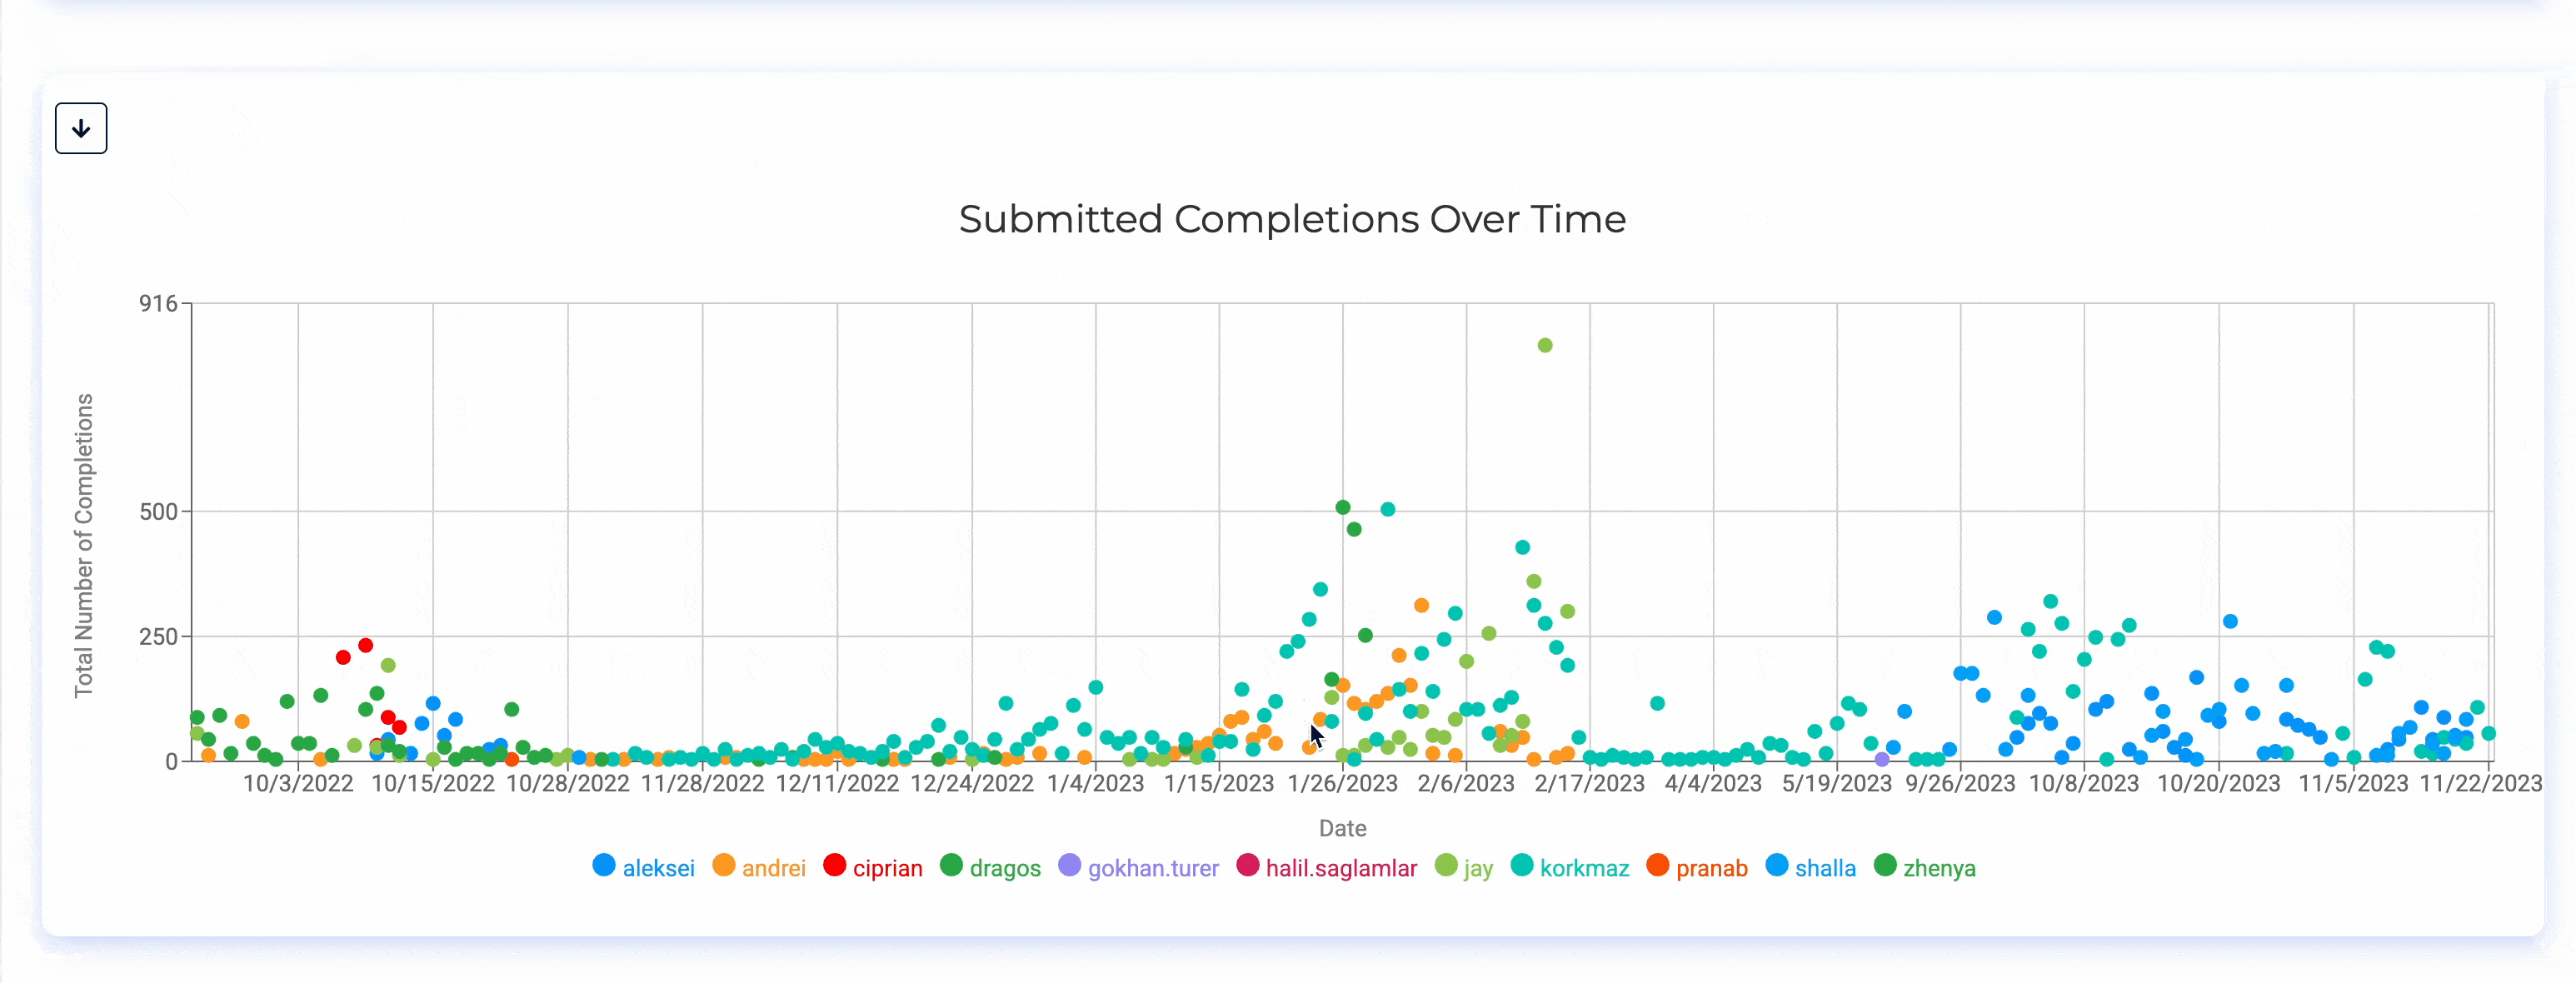 Submitted Completions Over Time
Total Number of Completions
916
500
250
0
10/3/2022 10/15/2022 10/28/2022 11/28/2022 12/11/2022 12/24/2022 1/4/2023 1/15/2023 1/26/2023 2/6/2023 2/17/2023 4/4/2023 5/19/2023 9/26/2023 10/8/2023 10/20/2023 11/5/2023 11/22/2023
Date
aleksei andrei ciprian dragos gokhan.turer halil.saglamlar jay korkmaz pranab shalla zhenya